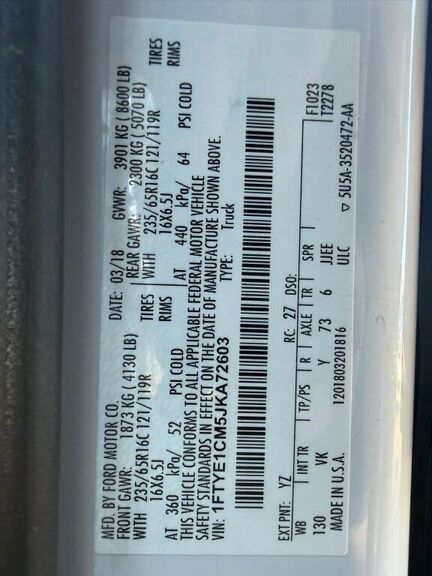 MFD. BY FORD MOTOR CO.
DATE: 03/18 GVWR: 3901 KG ( 8600 LB)
FRONT GAWR: 1873 KG ( 4130 LB) REAR GAWR: 2300 KG ( 5070 LB)
WITH 235/65R16C 121/119R TIRES WITH 235/65R16C 121/119R TIRES
16X6.5J RIMS 16X6.5J RIMS
AT 360 kPa/ 52 PSI COLD AT 440 kPa/ 64 PSI COLD
THIS VEHICLE CONFORMS TO ALL APPLICABLE FEDERAL MOTOR VEHICLE
SAFETY STANDARDS IN EFFECT ON THE DATE OF MANUFACTURE SHOWN ABOVE.
VIN: 1FTYE1CM5JKA72603 TYPE: Truck
EXT PNT: YZ RC: 27 DSO: F1023
WB INT TR TP/PS R AXLE TR SPR T2278
130 VK Y 73 6 JJEE
ULC
MADE IN U.S.A. 1201803201816 ▽ 5U5A-3520472-AA